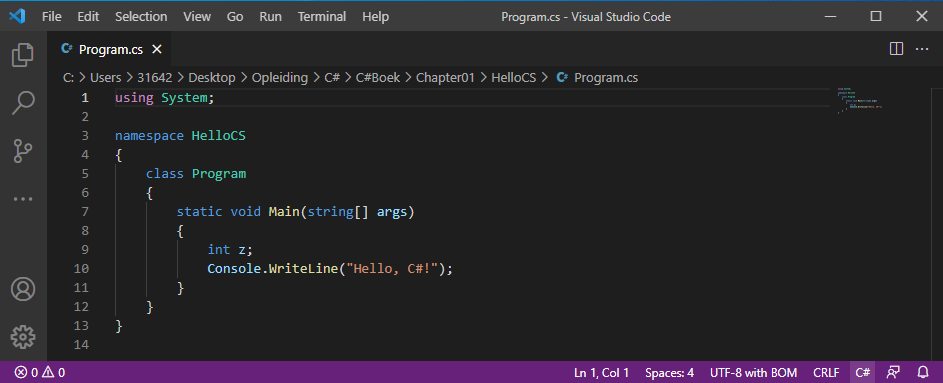 File Edit Selection View Go Run Terminal Help Program.cs - Visual Studio Code
C# Program.cs
C: > Users > 31642 > Desktop > Opleiding > C# > C#Boek > Chapter01 > HelloCS > C# Program.cs
1 using System;
2
3 namespace HelloCS
4 {
5 class Program
6 {
7 static void Main(string[] args)
8 {
9 int z;
10 Console.WriteLine("Hello, C#!");
11 }
12 }
13 }
14
0 0 Ln 1, Col 1 Spaces: 4 UTF-8 with BOM CRLF C#